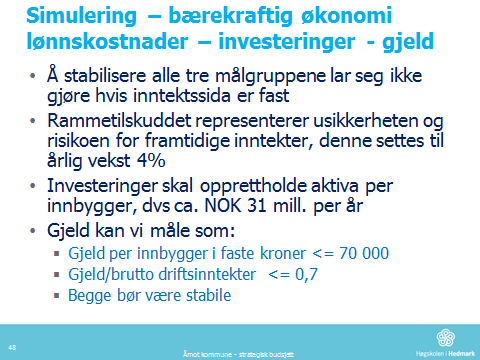 Simulering – bærekraftig økonomi
lønnskostnader – investeringer - gjeld
• Å stabilisere alle tre målgruppene lar seg ikke
gjøre hvis inntektssida er fast
• Rammetilskuddet representerer usikkerheten og
risikoen for framtidige inntekter, denne settes til
årlig vekst 4%
• Investeringer skal opprettholde aktiva per
innbygger, dvs ca. NOK 31 mill. per år
• Gjeld kan vi måle som:
▪ Gjeld per innbygger i faste kroner <= 70 000
▪ Gjeld/brutto driftsinntekter <= 0,7
▪ Begge bør være stabile
48
Åmot kommune - strategisk budsjett
Høgskolen i Hedmark